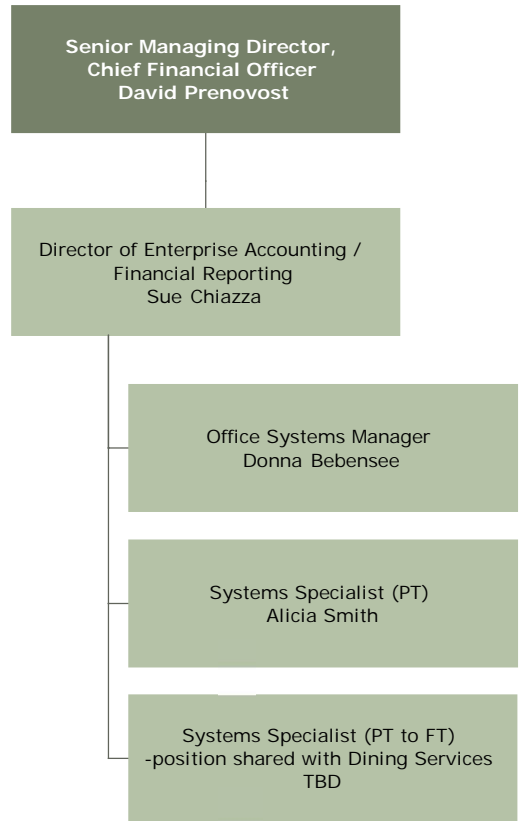 Senior Managing Director,
Chief Financial Officer
David Prenovost
Director of Enterprise Accounting /
Financial Reporting
Sue Chiazza
Office Systems Manager
Donna Bebensee
Systems Specialist (PT)
Alicia Smith
Systems Specialist (PT to FT)
-position shared with Dining Services
TBD